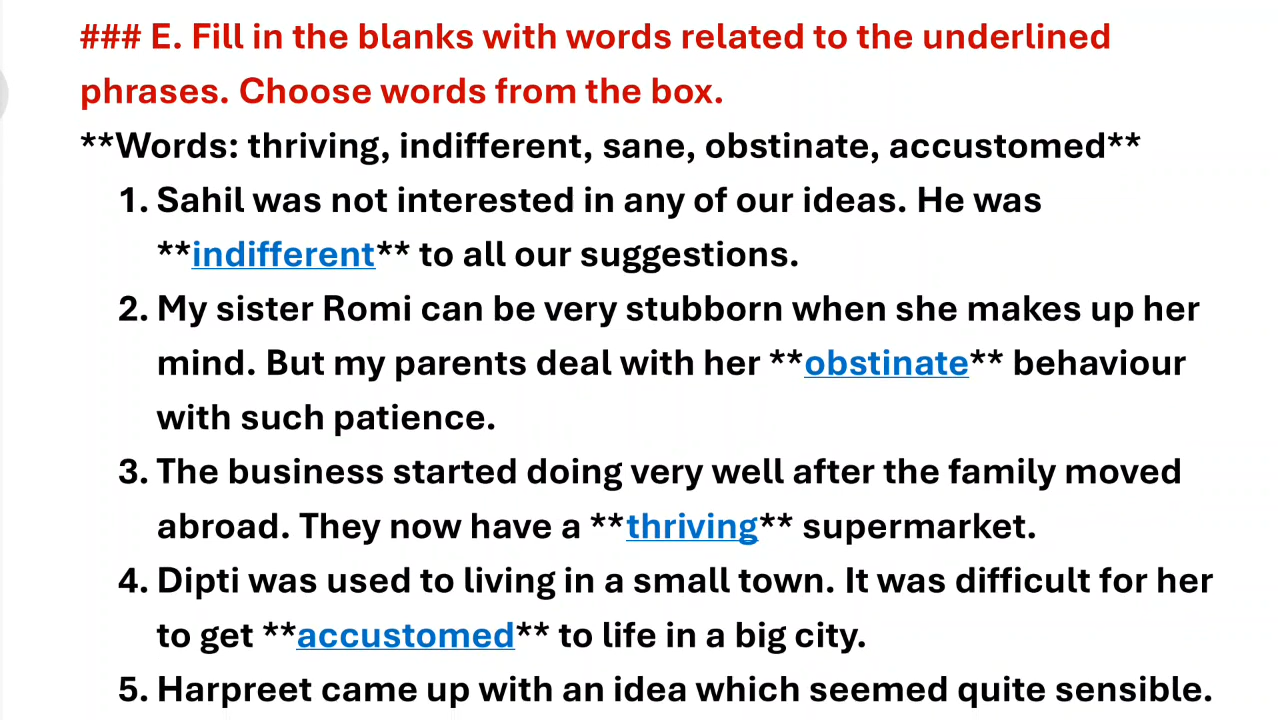 ### E. Fill in the blanks with words related to the underlined
phrases. Choose words from the box.
**Words: thriving, indifferent, sane, obstinate, accustomed**
1. Sahil was not interested in any of our ideas. He was
**indifferent** to all our suggestions.
2. My sister Romi can be very stubborn when she makes up her
mind. But my parents deal with her **obstinate** behaviour
with such patience.
3. The business started doing very well after the family moved
abroad. They now have a **thriving** supermarket.
4. Dipti was used to living in a small town. It was difficult for her
to get **accustomed** to life in a big city.
5. Harpreet came up with an idea which seemed quite sensible.